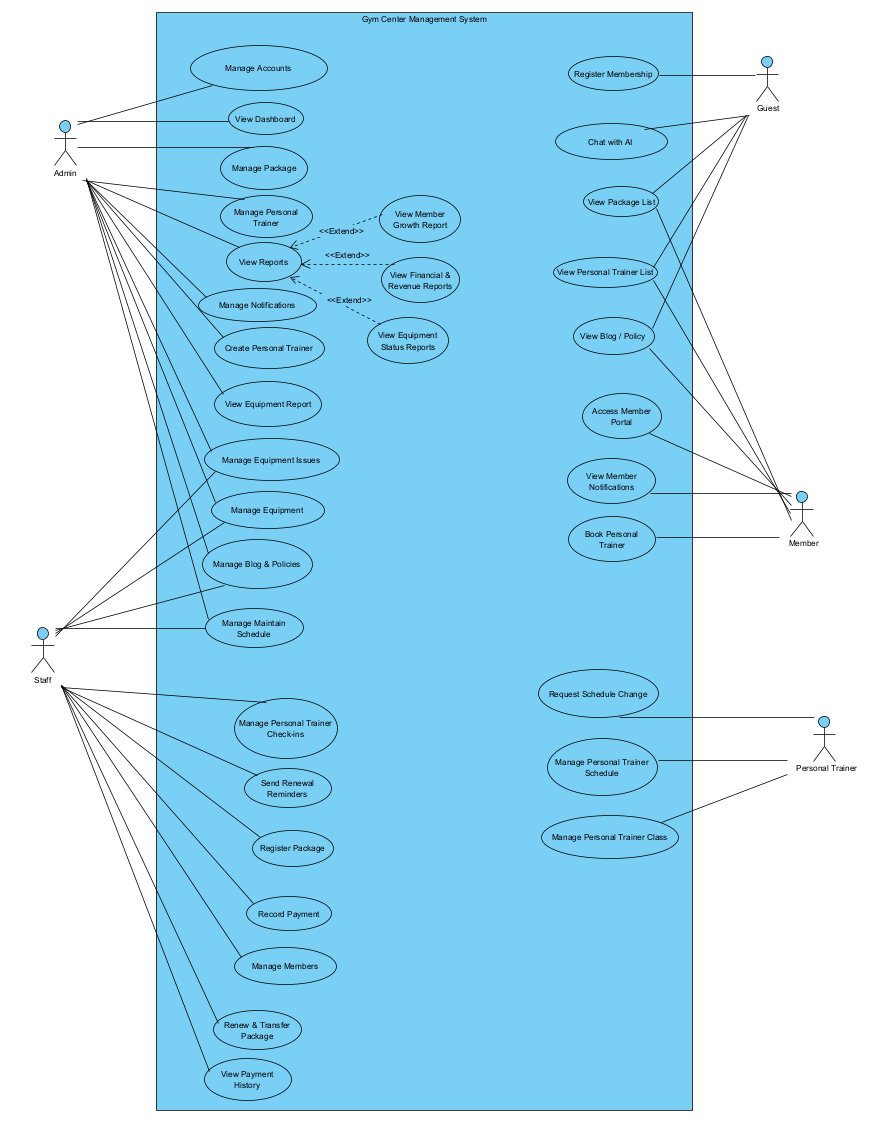 Gym Center Management System
Manage Accounts
View Dashboard
Admin
Manage Package
Manage Personal
Trainer
View Reports
<<Extend>>
<<Extend>>
<<Extend>>
View Member
Growth Report
View Financial &
Revenue Reports
View Equipment
Status Reports
Manage Notifications
Create Personal Trainer
View Equipment Report
Manage Equipment Issues
Manage Equipment
Manage Blog & Policies
Manage Maintain
Schedule
Staff
Manage Personal Trainer
Check-ins
Send Renewal
Reminders
Register Package
Record Payment
Manage Members
Renew & Transfer
Package
View Payment
History
Register Membership
Guest
Chat with AI
View Package List
View Personal Trainer List
View Blog / Policy
Access Member
Portal
View Member
Notifications
Book Personal
Trainer
Member
Request Schedule Change
Manage Personal Trainer
Schedule
Personal Trainer
Manage Personal Trainer Class